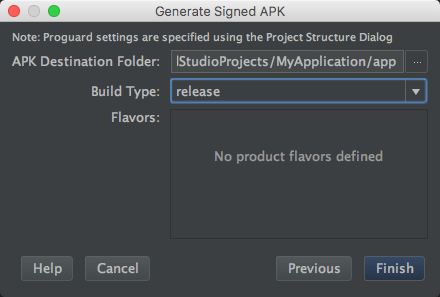 Generate Signed APK
Note: Proguard settings are specified using the Project Structure Dialog
APK Destination Folder: lStudioProjects/MyApplication/app ...
Build Type: release
Flavors:
No product flavors defined
Help Cancel Previous Finish